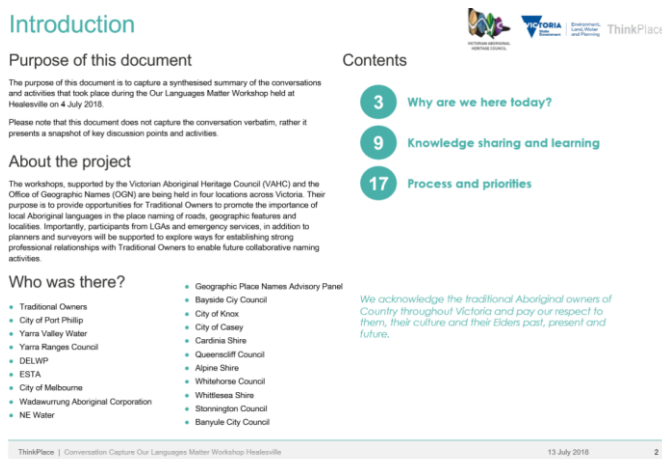 Introduction
VICTORIAN ABORIGINAL
HERITAGE COUNCIL
VICTORIA
State
Government
Environment,
Land, Water
and Planning
ThinkPlace
Purpose of this document
The purpose of this document is to capture a synthesised summary of the conversations
and activities that took place during the Our Languages Matter Workshop held at
Healesville on 4 July 2018.
Please note that this document does not capture the conversation verbatim, rather it
presents a snapshot of key discussion points and activities.
About the project
The workshops, supported by the Victorian Aboriginal Heritage Council (VAHC) and the
Office of Geographic Names (OGN) are being held in four locations across Victoria. Their
purpose is to provide opportunities for Traditional Owners to promote the importance of
local Aboriginal languages in the place naming of roads, geographic features and
localities. Importantly, participants from LGAs and emergency services, in addition to
planners and surveyors will be supported to explore ways for establishing strong
professional relationships with Traditional Owners to enable future collaborative naming
activities.
Who was there?
Traditional Owners
City of Port Phillip
Yarra Valley Water
Yarra Ranges Council
DELWP
ESTA
City of Melbourne
Wadawurrung Aboriginal Corporation
NE Water
Geographic Place Names Advisory Panel
Bayside Ciy Council
City of Knox
City of Casey
Cardinia Shire
Queenscliff Council
Alpine Shire
Whitehorse Council
Whittlesea Shire
Stonnington Council
Banyule City Council
Contents
3 Why are we here today?
9 Knowledge sharing and learning
17 Process and priorities
We acknowledge the traditional Aboriginal owners of
Country throughout Victoria and pay our respect to
them, their culture and their Elders past, present and
future.
ThinkPlace | Conversation Capture Our Languages Matter Workshop Healesville
13 July 2018
2